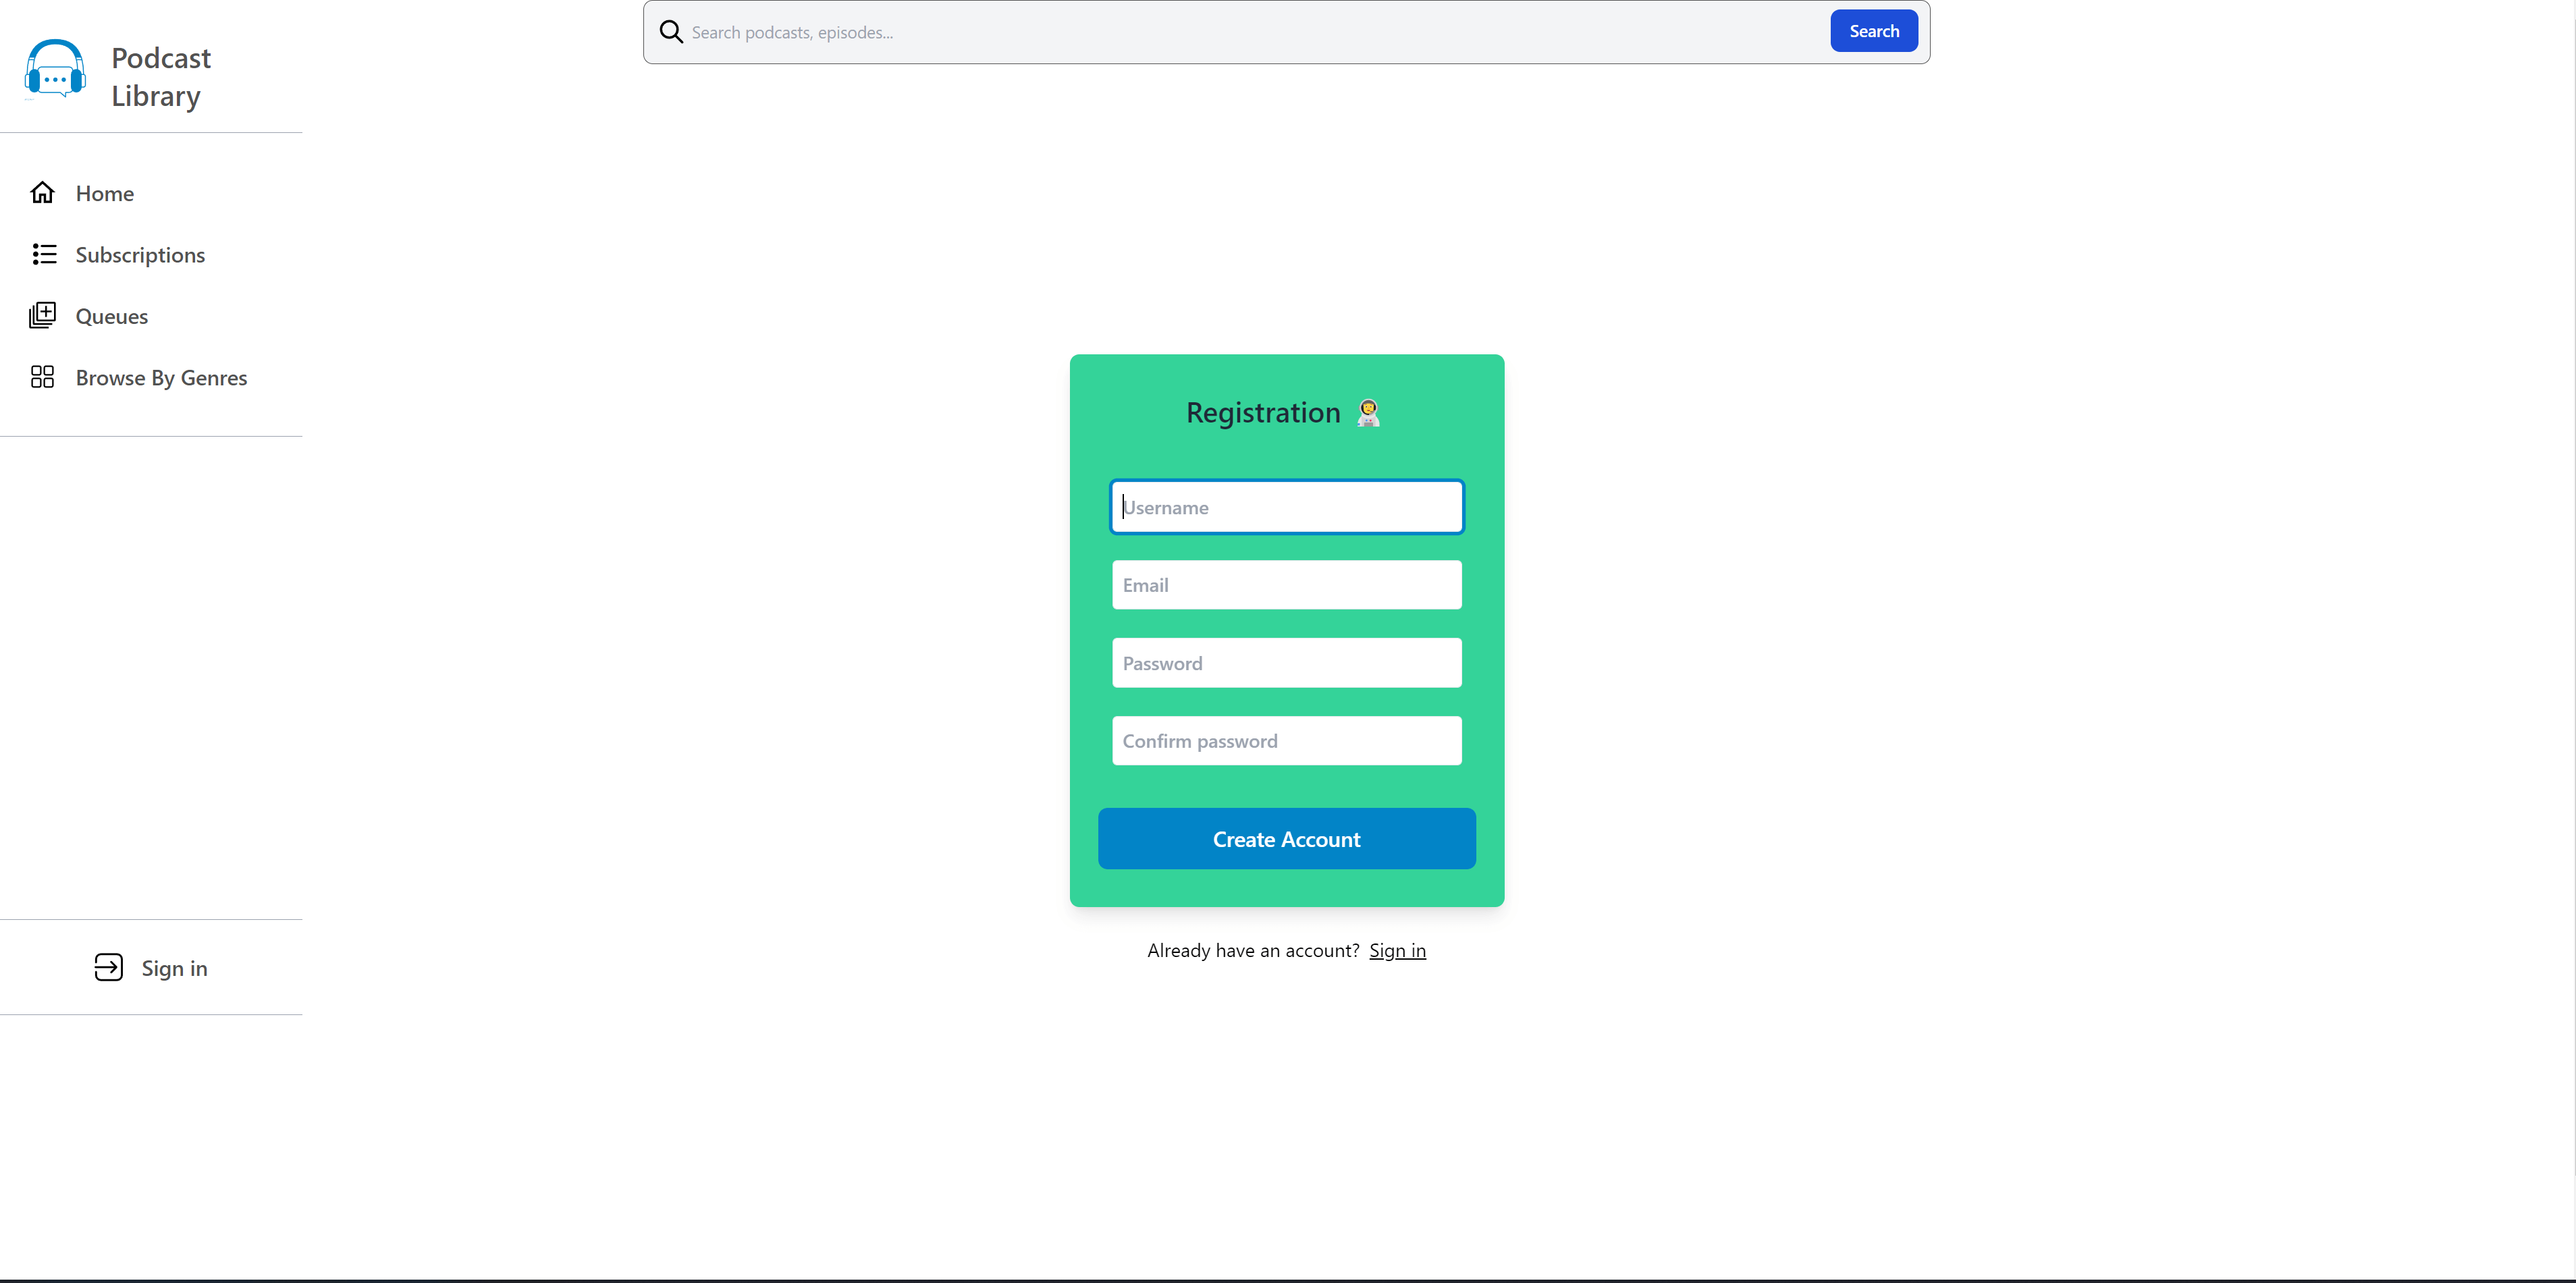 Podcast
Library
Search podcasts, episodes...
Search
Home
Subscriptions
Queues
Browse By Genres
Registration
Username
Email
Password
Confirm password
Create Account
Already have an account? Sign in
Sign in